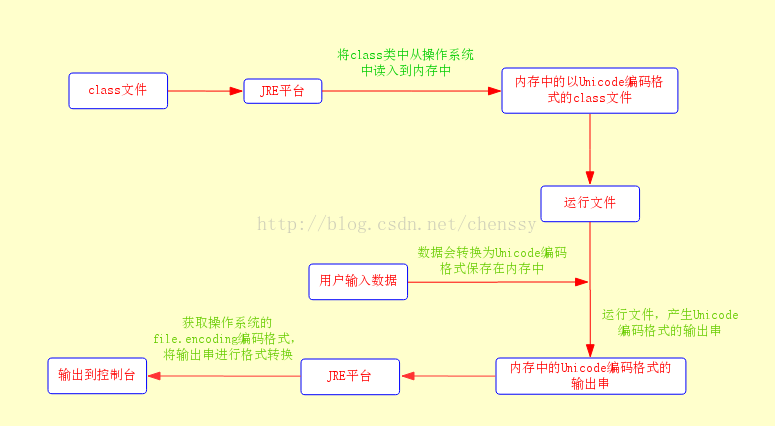 将class类中从操作系统
中读入到内存中
class文件
JRE平台
内存中的以Unicode编码格
式的class文件
运行文件
http://blog.csdn.net/chenssy
数据会转换为Unicode编码
格式保存在内存中
用户输入数据
运行文件，产生Unicode
编码格式的输出串
获取操作系统的
file.encoding编码格式，
将输出串进行格式转换
输出到控制台
JRE平台
内存中的Unicode编码格式的
输出串